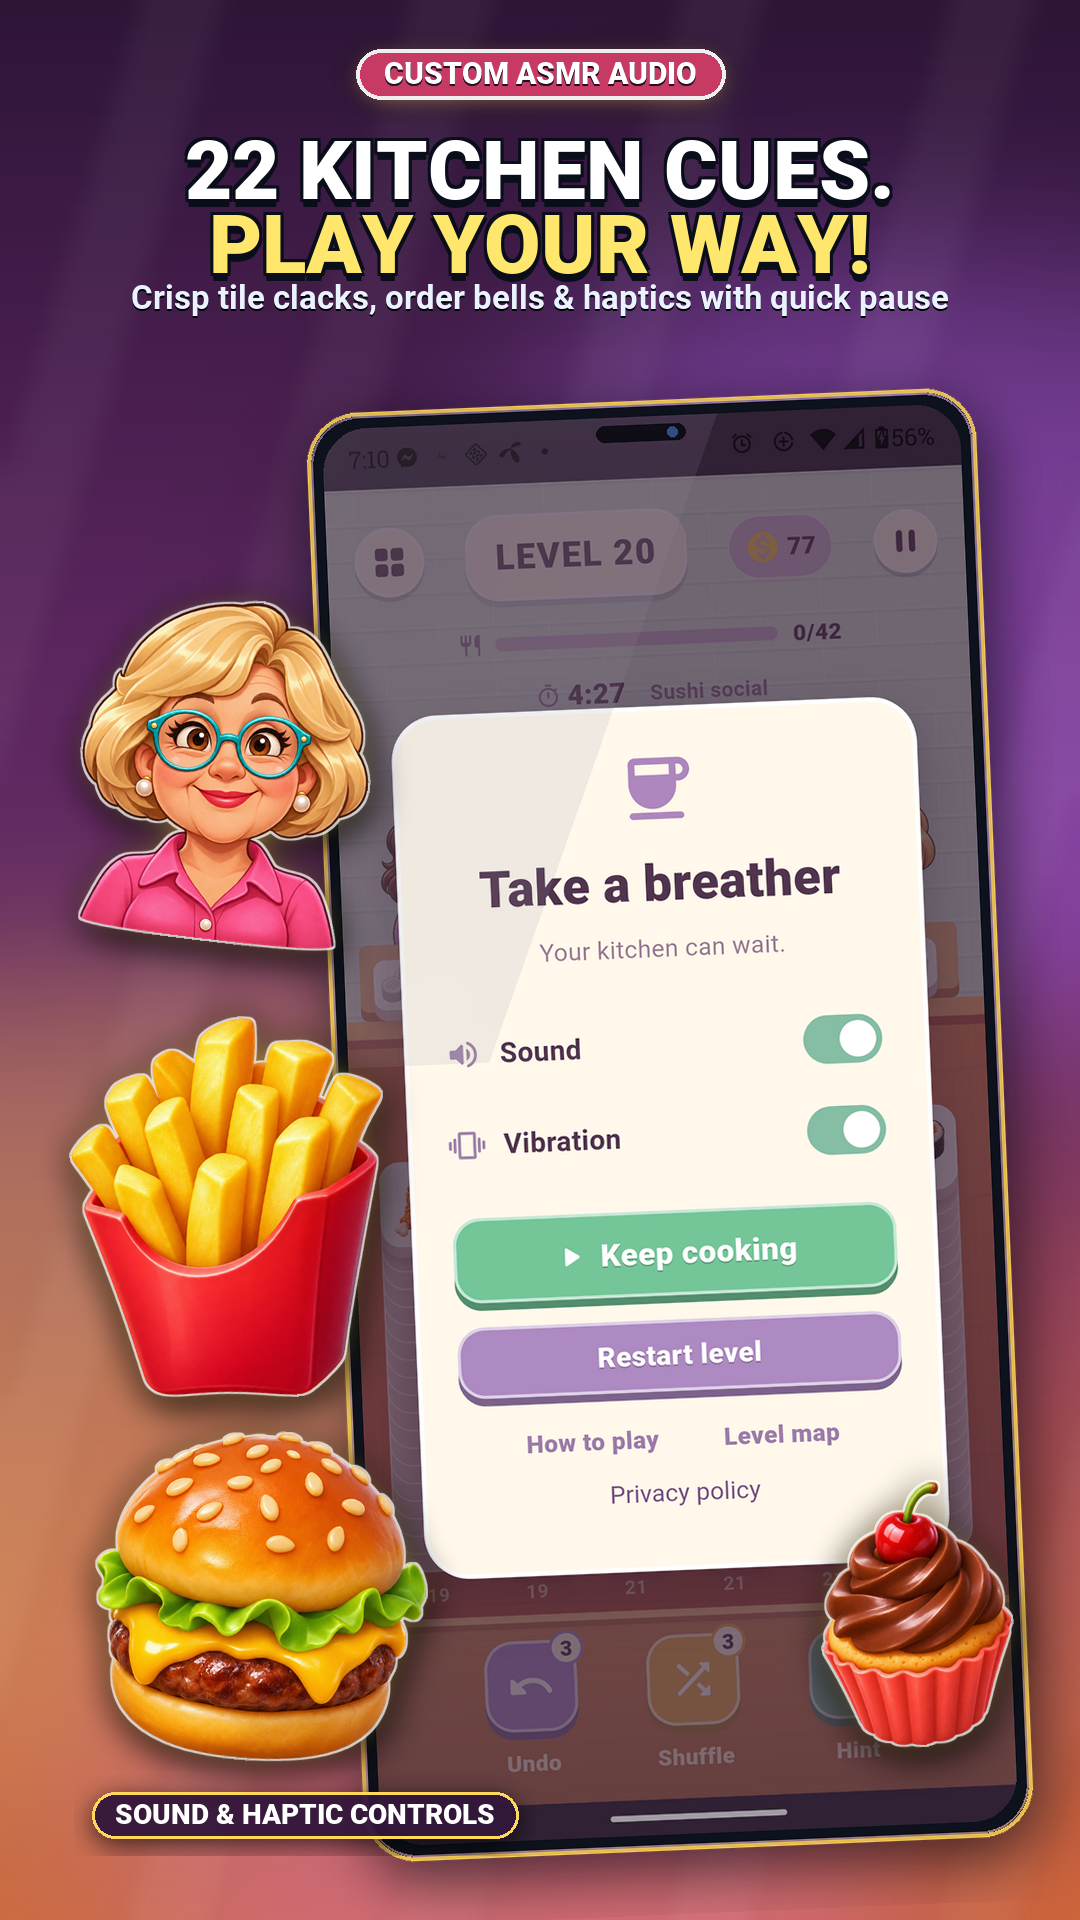 CUSTOM ASMR AUDIO
22 KITCHEN CUES.
PLAY YOUR WAY!
Crisp tile clacks, order bells & haptics with quick pause
7:10
56%
LEVEL 20
77
0/42
4:27 Sushi social
Take a breather
Your kitchen can wait.
Sound
Vibration
Keep cooking
Restart level
How to play
Level map
Privacy policy
19 19 21 21
3
3
Undo
Shuffle
Hint
SOUND & HAPTIC CONTROLS